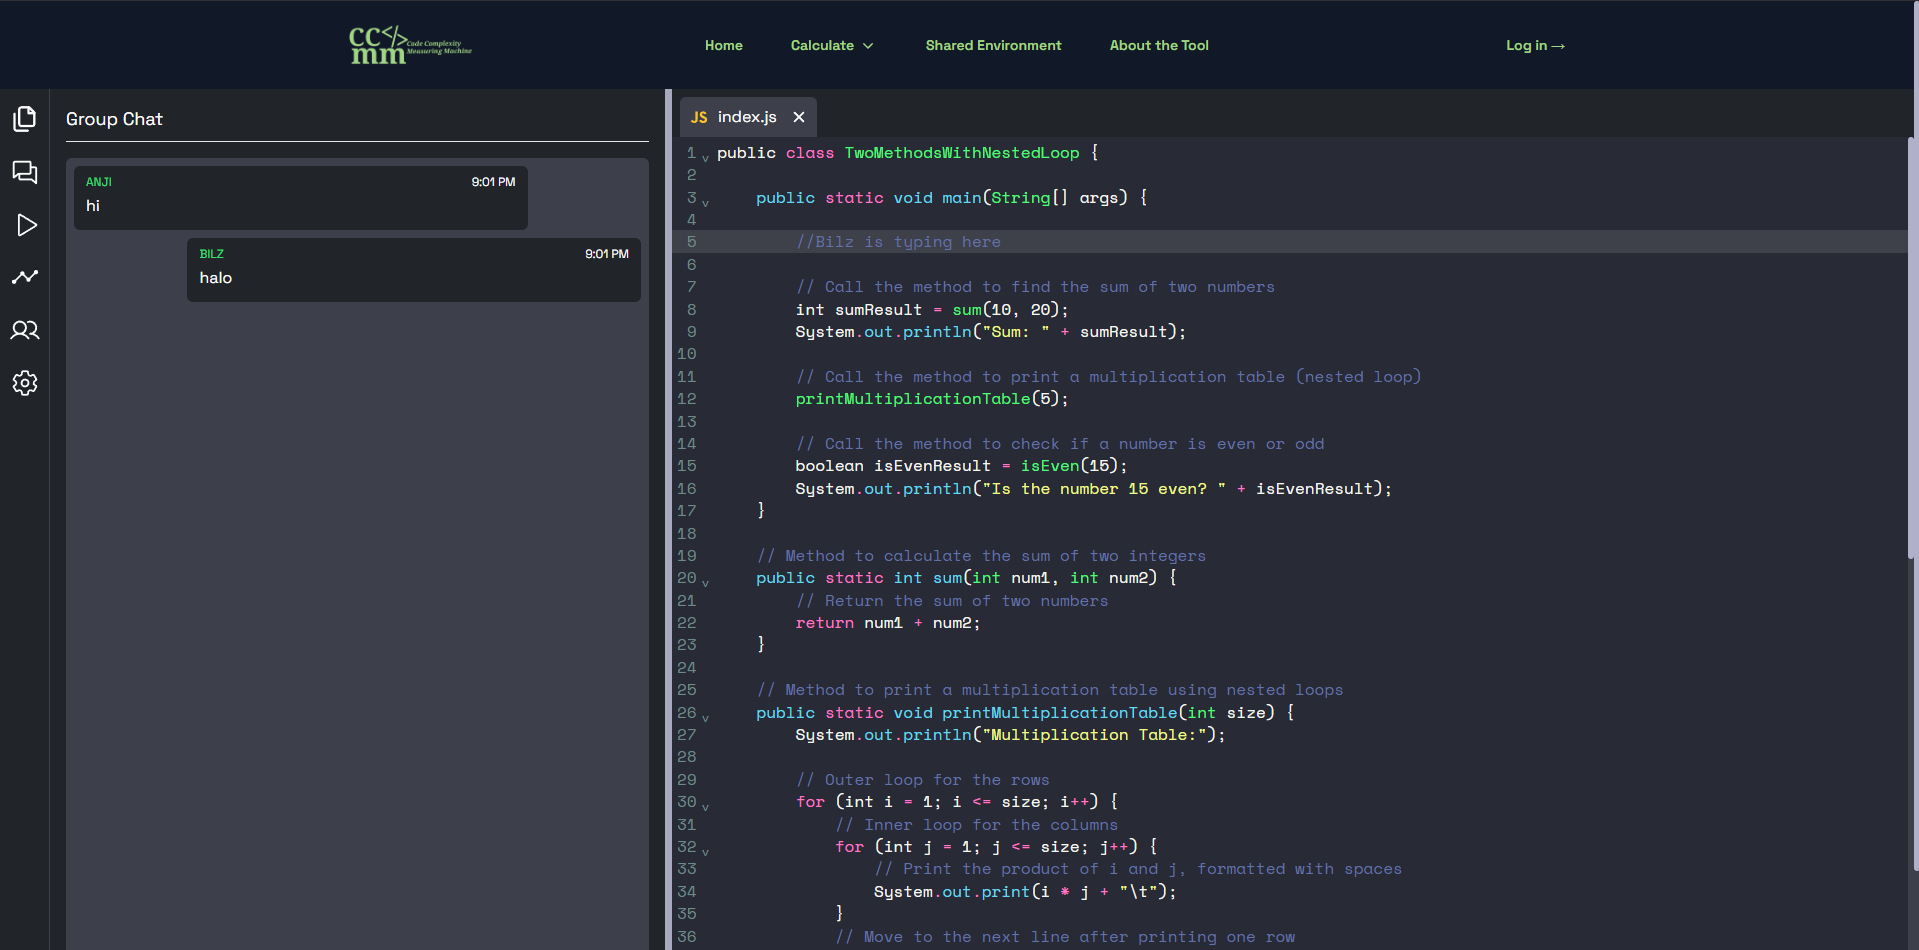 cc</>
mm Code Complexity
Measuring Machine
Home Calculate Shared Environment About the Tool Log in →
Group Chat
ANJI 9:01 PM
hi
BILZ 9:01 PM
halo
JS index.js ✕
1 public class TwoMethodsWithNestedLoop {
2
3     public static void main(String[] args) {
4
5         //Bilz is typing here
6
7         // Call the method to find the sum of two numbers
8         int sumResult = sum(10, 20);
9         System.out.println("Sum: " + sumResult);
10
11         // Call the method to print a multiplication table (nested loop)
12         printMultiplicationTable(5);
13
14         // Call the method to check if a number is even or odd
15         boolean isEvenResult = isEven(15);
16         System.out.println("Is the number 15 even? " + isEvenResult);
17     }
18
19     // Method to calculate the sum of two integers
20     public static int sum(int num1, int num2) {
21         // Return the sum of two numbers
22         return num1 + num2;
23     }
24
25     // Method to print a multiplication table using nested loops
26     public static void printMultiplicationTable(int size) {
27         System.out.println("Multiplication Table:");
28
29         // Outer loop for the rows
30         for (int i = 1; i <= size; i++) {
31             // Inner loop for the columns
32             for (int j = 1; j <= size; j++) {
33                 // Print the product of i and j, formatted with spaces
34                 System.out.print(i * j + "\t");
35             }
36             // Move to the next line after printing one row